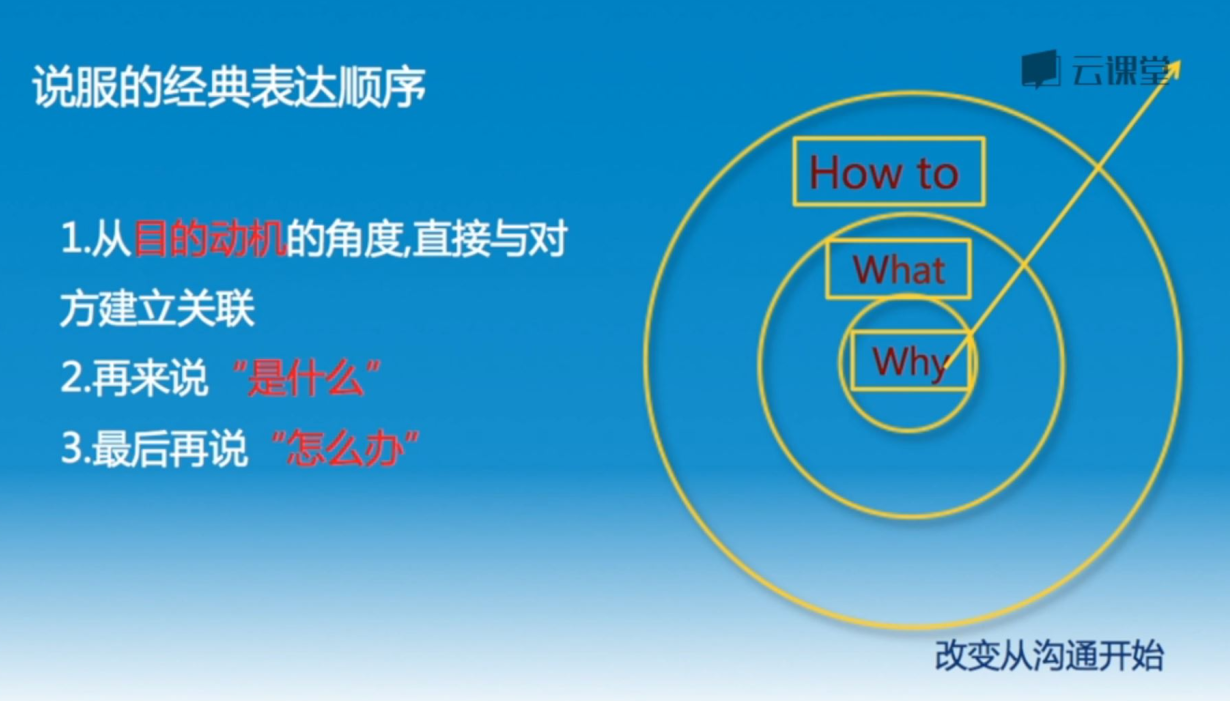 云课堂
说服的经典表达顺序
How to
1.从目的动机的角度,直接与对
What
方建立关联
Why
2.再来说“是什么”
3.最后再说“怎么办”
改变从沟通开始